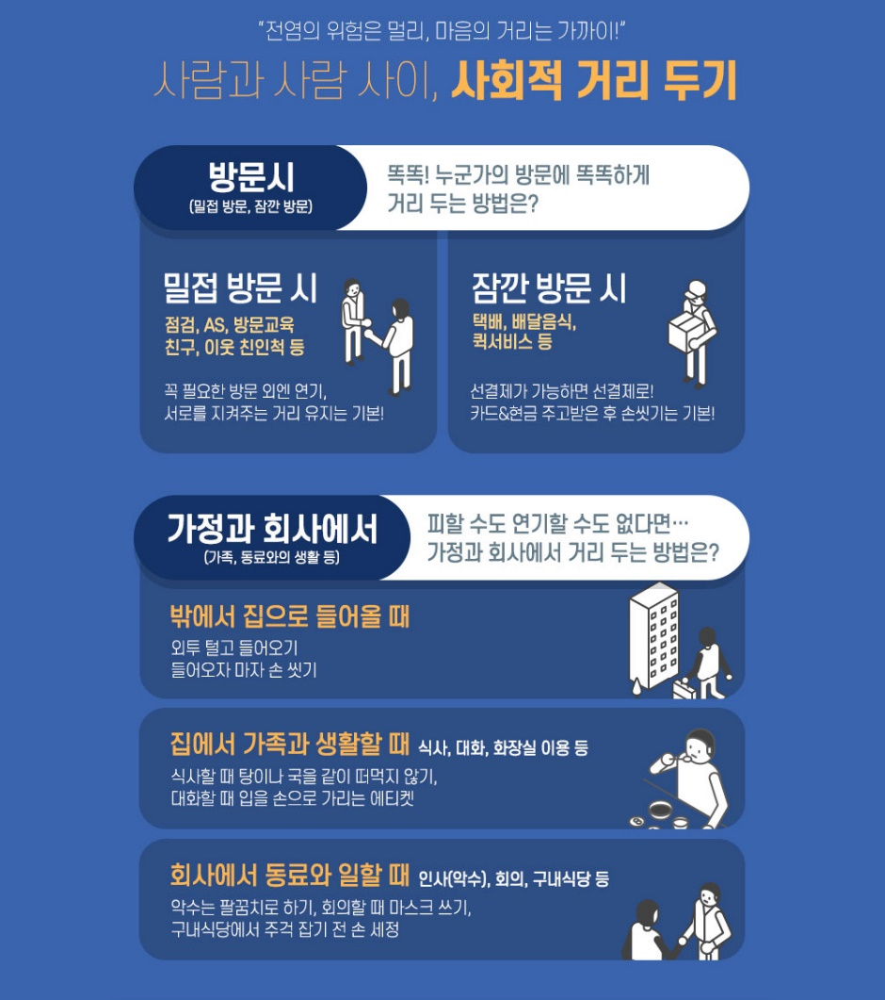 "전염의 위험은 멀리, 마음의 거리는 가까이!"
사람과 사람 사이, 사회적 거리 두기
방문시
(밀접 방문, 잠깐 방문)
똑똑! 누군가의 방문에 똑똑하게
거리 두는 방법은?
밀접 방문 시
점검, AS, 방문교육
친구, 이웃 친인척 등
꼭 필요한 방문 외엔 연기,
서로를 지켜주는 거리 유지는 기본!
잠깐 방문 시
택배, 배달음식,
퀵서비스 등
선결제가 가능하면 선결제로!
카드&현금 주고받은 후 손씻기는 기본!
가정과 회사에서
(가족, 동료와의 생활 등)
피할 수도 연기할 수도 없다면…
가정과 회사에서 거리 두는 방법은?
밖에서 집으로 들어올 때
외투 털고 들어오기
들어오자 마자 손 씻기
집에서 가족과 생활할 때 식사, 대화, 화장실 이용 등
식사할 때 탕이나 국을 같이 떠먹지 않기,
대화할 때 입을 손으로 가리는 에티켓
회사에서 동료와 일할 때 인사(악수), 회의, 구내식당 등
악수는 팔꿈치로 하기, 회의할 때 마스크 쓰기,
구내식당에서 주걱 잡기 전 손 세정